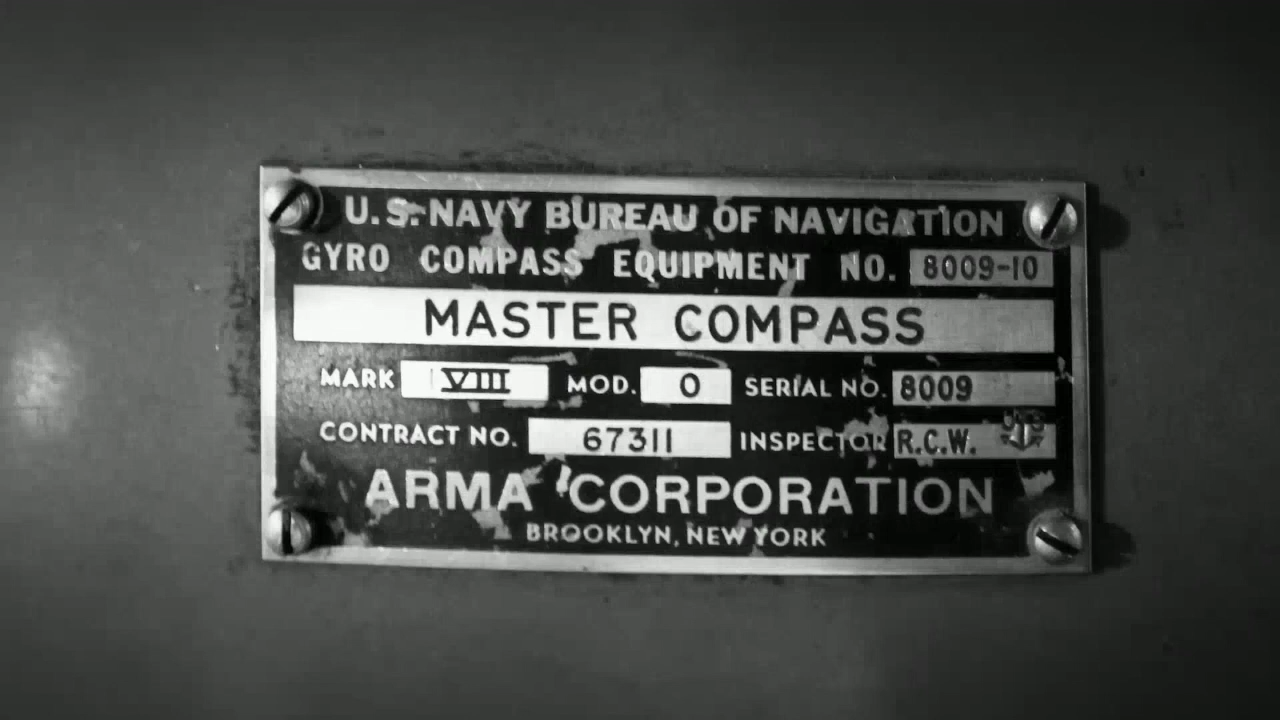 U.S. NAVY BUREAU OF NAVIGATION
GYRO COMPASS EQUIPMENT NO. 8009-10
MASTER COMPASS
MARK VIII MOD. 0 SERIAL NO. 8009
CONTRACT NO. 67311 INSPECTOR R.C.W.
ARMA CORPORATION
BROOKLYN, NEW YORK